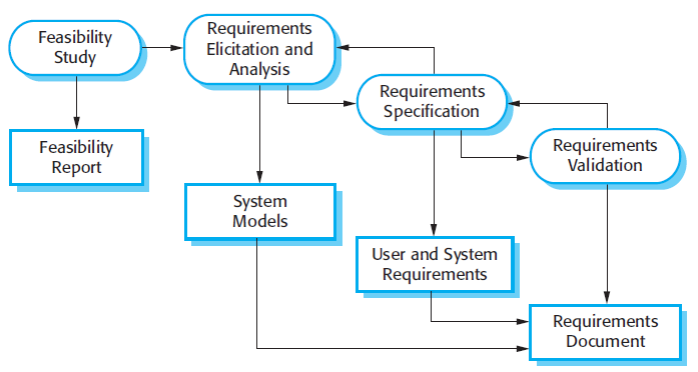 Feasibility
Study
Requirements
Elicitation and
Analysis
Requirements
Specification
Requirements
Validation
Feasibility
Report
System
Models
User and System
Requirements
Requirements
Document